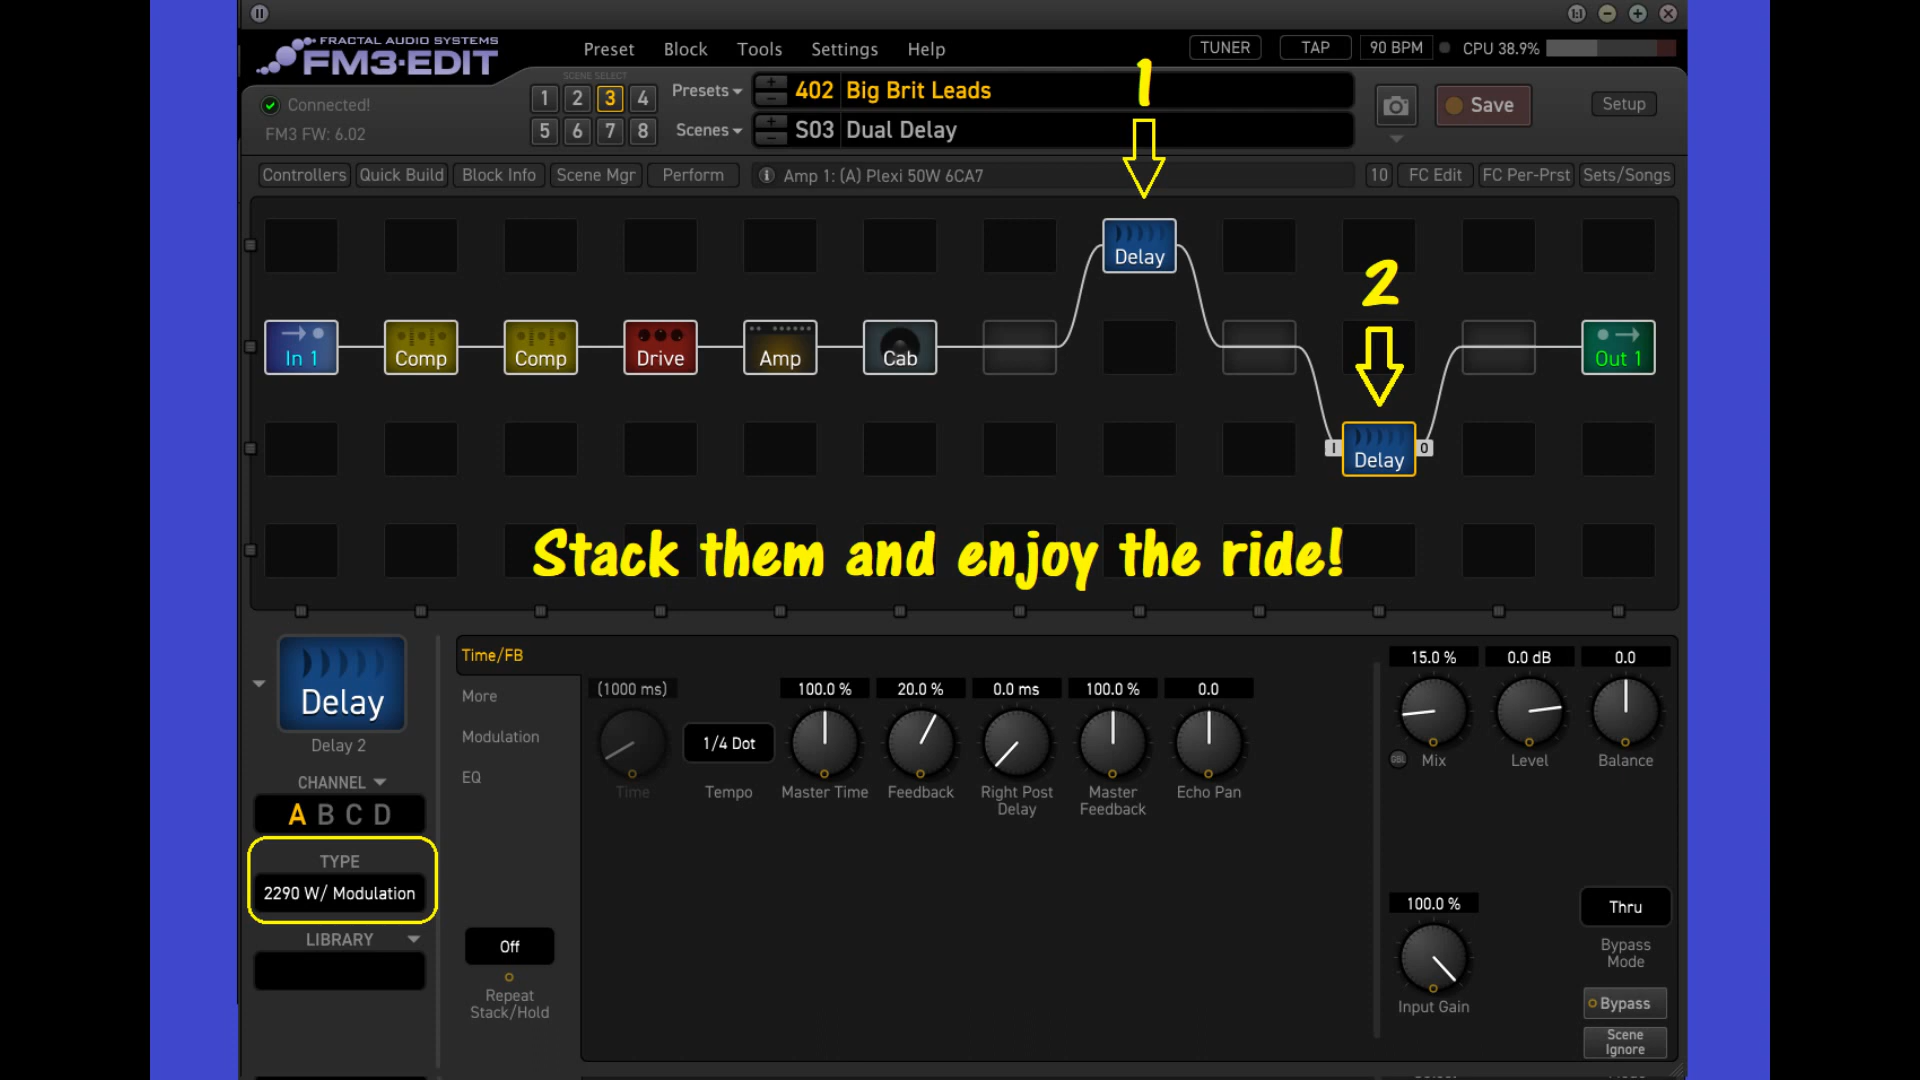 FRACTAL AUDIO SYSTEMS
FM3·EDIT
Preset Block Tools Settings Help
TUNER TAP 90 BPM CPU 38.9%
1:1
SCENE SELECT
1 2 3 4
5 6 7 8
Presets 402 Big Brit Leads
Scenes S03 Dual Delay
Connected!
FM3 FW: 6.02
Save
Setup
1
Controllers Quick Build Block Info Scene Mgr Perform
Amp 1: (A) Plexi 50W 6CA7
10 FC Edit FC Per-Prst Sets/Songs
Delay
2
In 1 Comp Comp Drive Amp Cab Out 1
I Delay O
Stack them and enjoy the ride!
Delay
Delay 2
CHANNEL
A B C D
TYPE
2290 W/ Modulation
LIBRARY
Time/FB
More
Modulation
EQ
Off
Repeat
Stack/Hold
(1000 ms) 100.0 % 20.0 % 0.0 ms 100.0 % 0.0
1/4 Dot
Time Tempo Master Time Feedback Right Post Delay Master Feedback Echo Pan
15.0 % 0.0 dB 0.0
GBL Mix Level Balance
100.0 %
Input Gain
Thru
Bypass
Mode
Bypass
Scene
Ignore